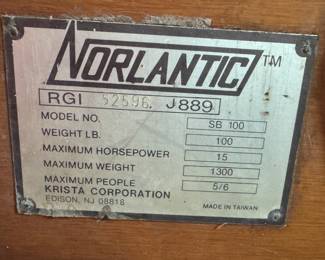 NORLANTIC TM
RGI 52596 J889
MODEL NO. SB 100
WEIGHT LB. 100
MAXIMUM HORSEPOWER 15
MAXIMUM WEIGHT 1300
MAXIMUM PEOPLE 5/6
KRISTA CORPORATION
EDISON, NJ 08818 MADE IN TAIWAN